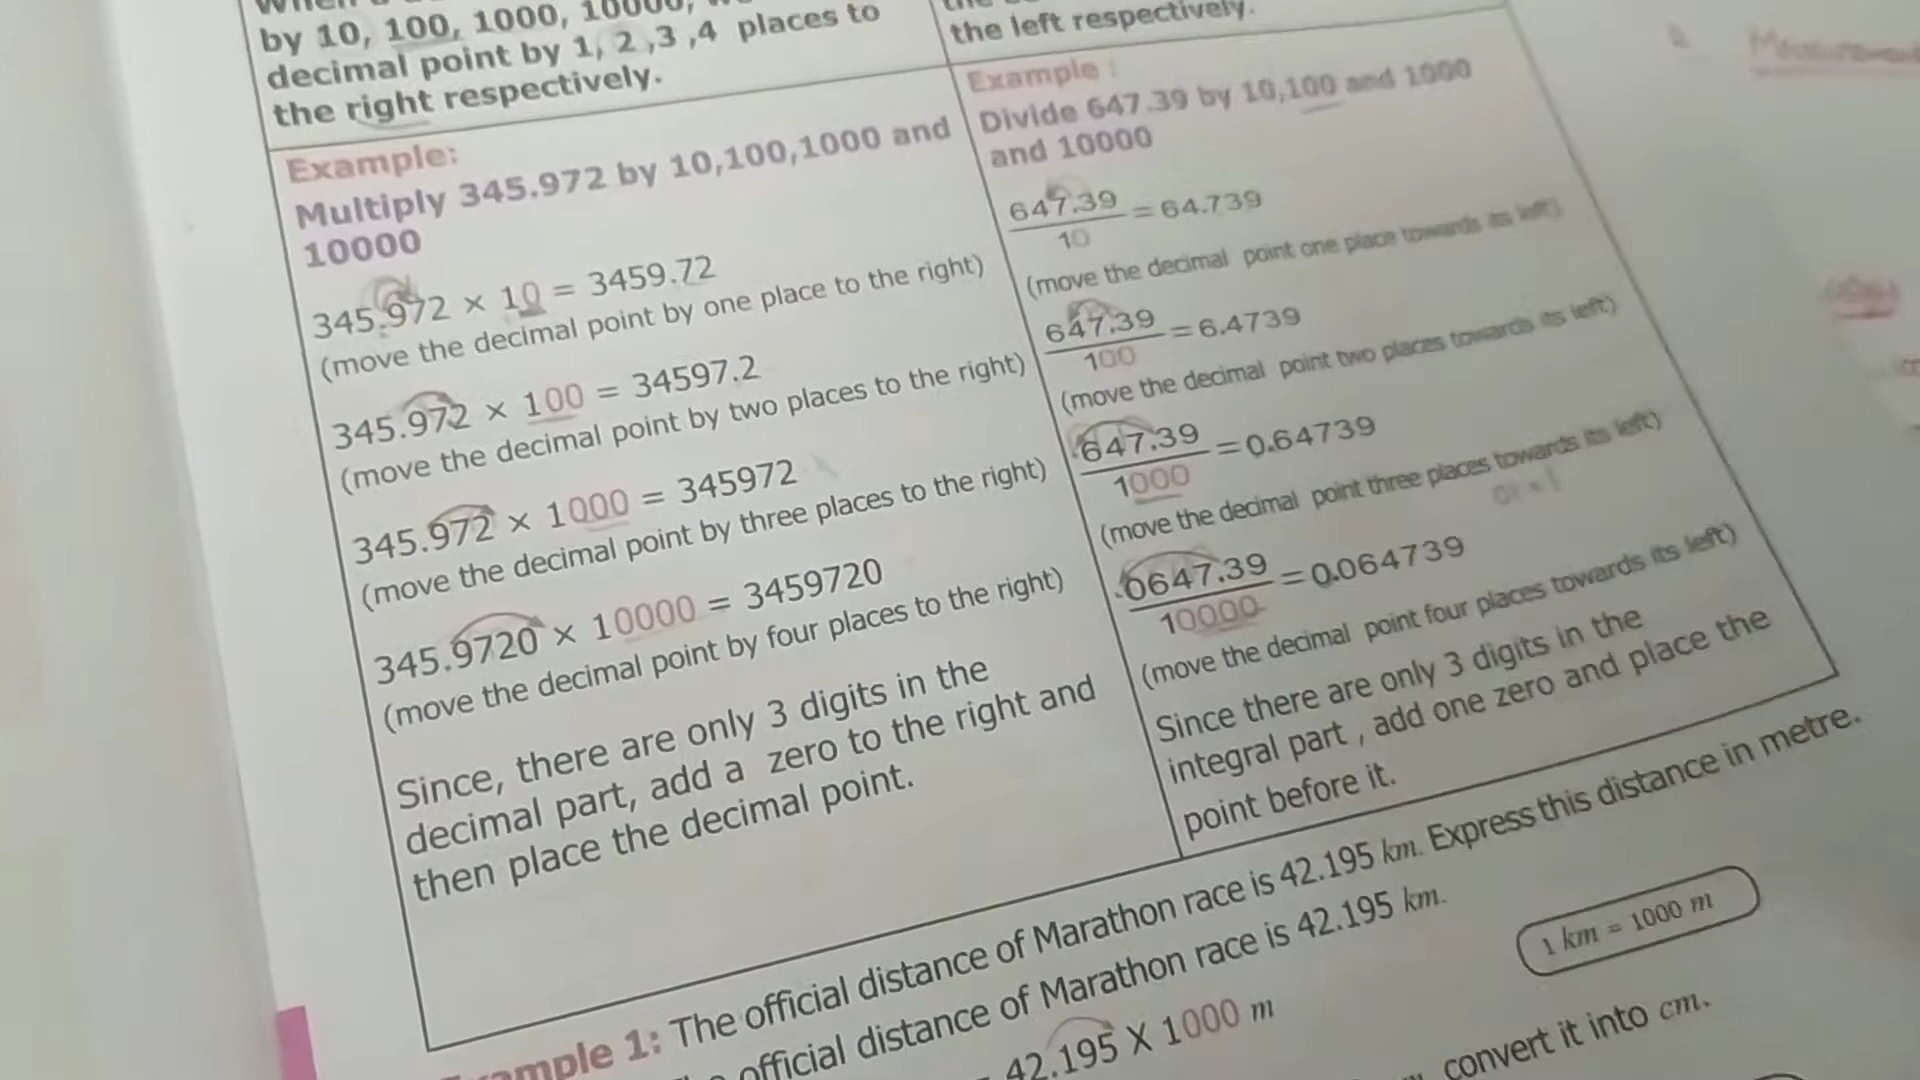 by 10, 100, 1000, 10000,
decimal point by 1, 2 ,3 ,4 places to
the right respectively.
Example:
Multiply 345.972 by 10,100,1000 and
10000
345.972 × 10 = 3459.72
(move the decimal point by one place to the right)
345.972 × 100 = 34597.2
(move the decimal point by two places to the right)
345.972 × 1000 = 345972
(move the decimal point by three places to the right)
345.9720 × 10000 = 3459720
(move the decimal point by four places to the right)
Since, there are only 3 digits in the
decimal part, add a zero to the right and
then place the decimal point.
the left respectively.
Example :
Divide 647.39 by 10,100 and 1000
and 10000
647.39
10
= 64.739
(move the decimal point one place towards its left)
647.39
100
= 6.4739
(move the decimal point two places towards its left)
647.39
1000
= 0.64739
(move the decimal point three places towards its left)
.0647.39
10000
= 0.064739
(move the decimal point four places towards its left)
Since there are only 3 digits in the
integral part , add one zero and place the
point before it.
ample 1: The official distance of Marathon race is 42.195 km. Express this distance in metre.
official distance of Marathon race is 42.195 km.
1 km = 1000 m
42.195 X 1000 m
convert it into cm.